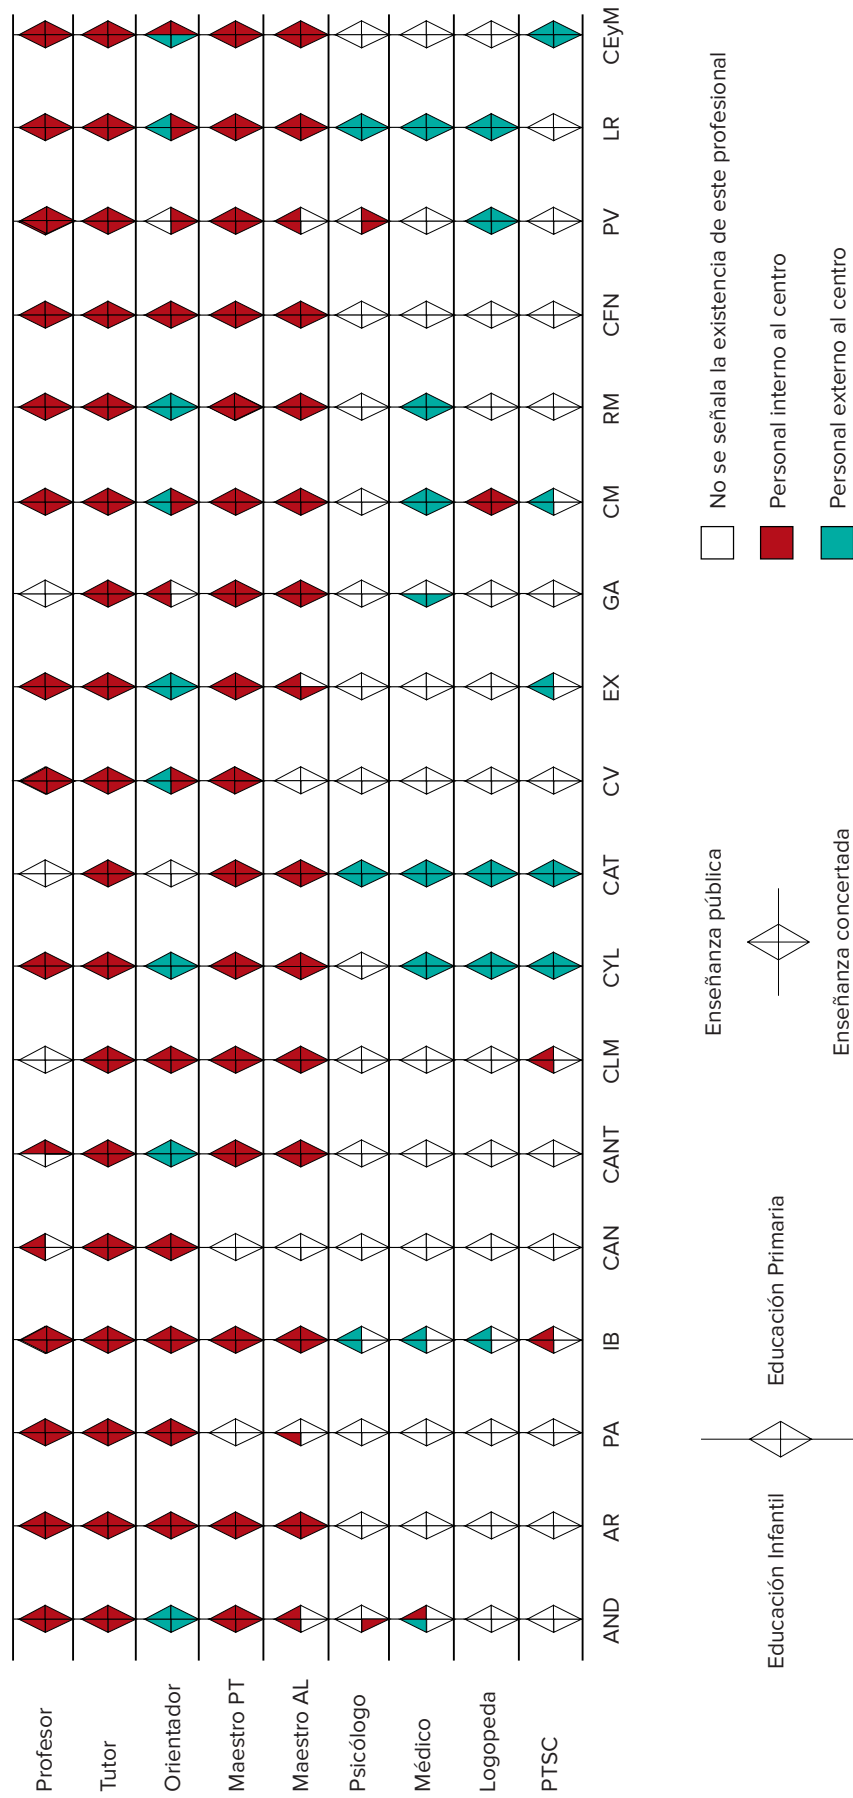 Profesor
Tutor
Orientador
Maestro PT
Maestro AL
Psicólogo
Médico
Logopeda
PTSC
AND
AR
PA
IB
CAN
CANT
CLM
CYL
CAT
CV
EX
GA
CM
RM
CFN
PV
LR
CEyM
Educación Infantil
Educación Primaria
Enseñanza pública
Enseñanza concertada
No se señala la existencia de este profesional
Personal interno al centro
Personal externo al centro